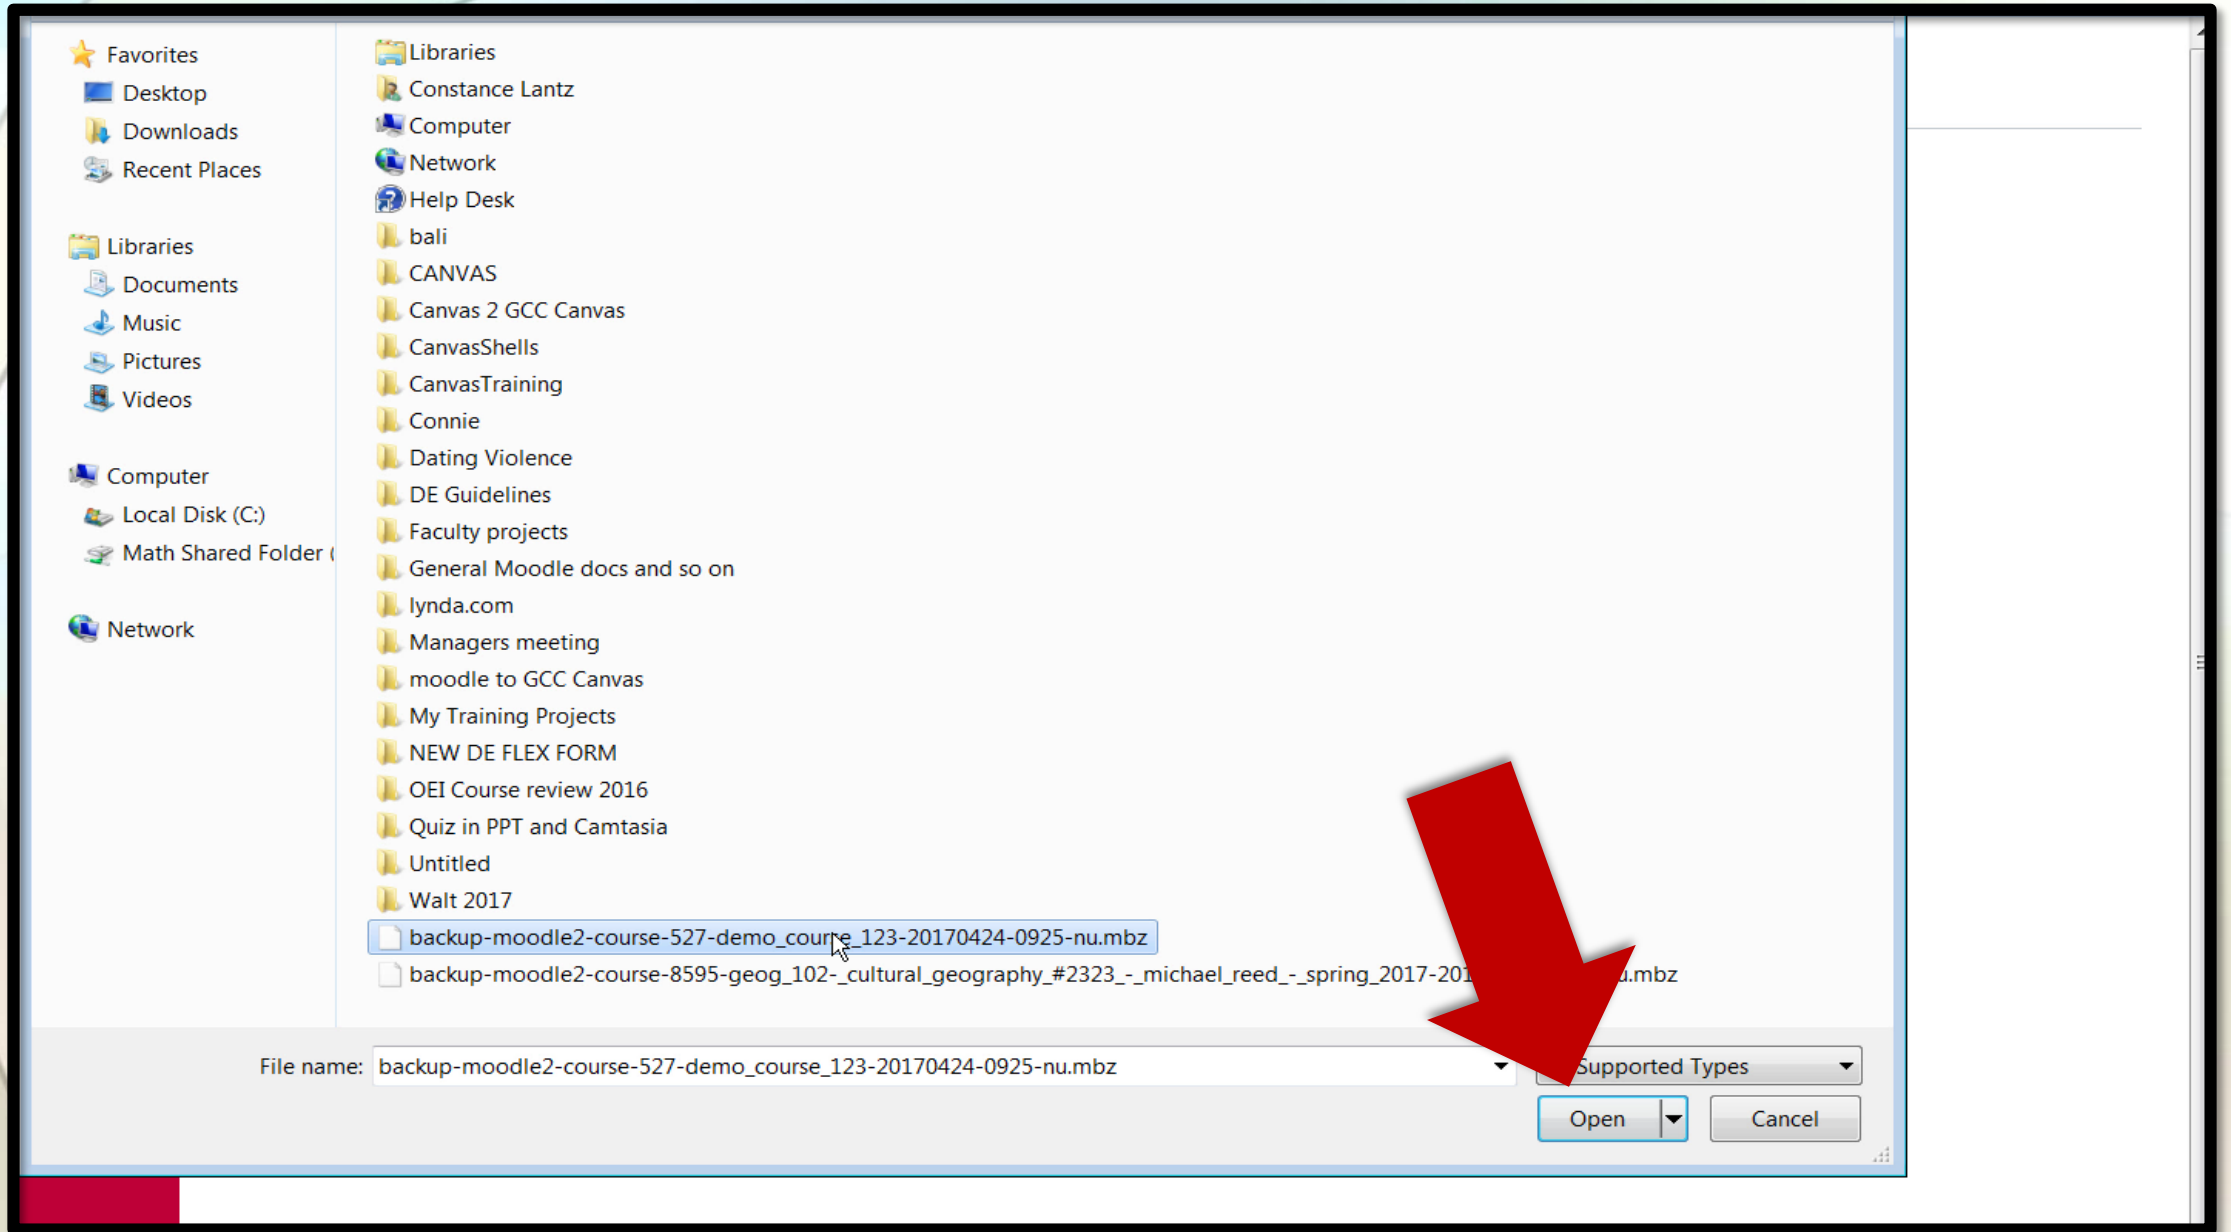 Favorites
Desktop
Downloads
Recent Places
Libraries
Documents
Music
Pictures
Videos
Computer
Local Disk (C:)
Math Shared Folder (
Network
Libraries
Constance Lantz
Computer
Network
Help Desk
bali
CANVAS
Canvas 2 GCC Canvas
CanvasShells
CanvasTraining
Connie
Dating Violence
DE Guidelines
Faculty projects
General Moodle docs and so on
lynda.com
Managers meeting
moodle to GCC Canvas
My Training Projects
NEW DE FLEX FORM
OEI Course review 2016
Quiz in PPT and Camtasia
Untitled
Walt 2017
backup-moodle2-course-527-demo_course_123-20170424-0925-nu.mbz
backup-moodle2-course-8595-geog_102-_cultural_geography_#2323_-_michael_reed_-_spring_2017-201 .mbz
File name: backup-moodle2-course-527-demo_course_123-20170424-0925-nu.mbz
Supported Types
Open
Cancel